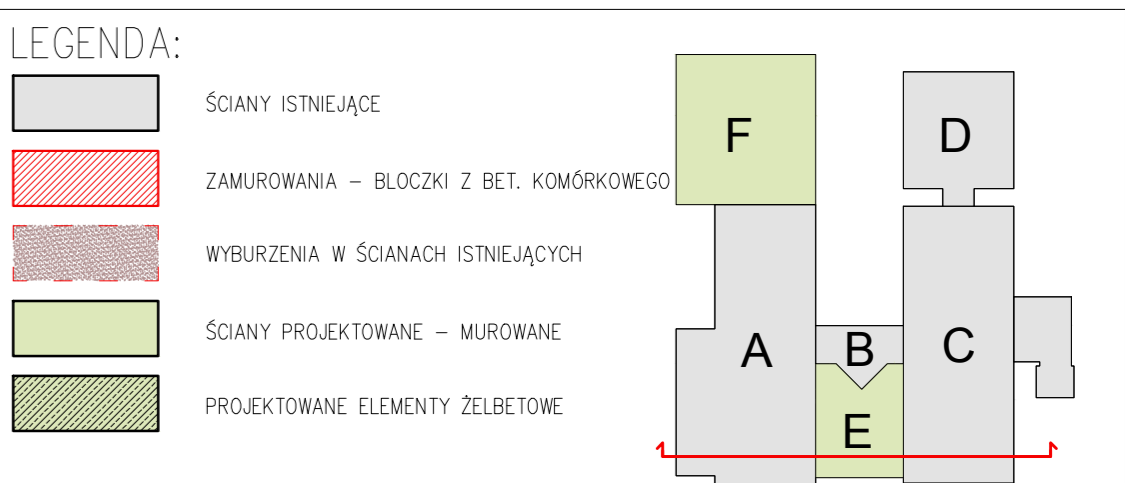 LEGENDA:
ŚCIANY ISTNIEJĄCE
ZAMUROWANIA – BLOCZKI Z BET. KOMÓRKOWEGO
WYBURZENIA W ŚCIANACH ISTNIEJĄCYCH
ŚCIANY PROJEKTOWANE – MUROWANE
PROJEKTOWANE ELEMENTY ŻELBETOWE
F
D
A
B
C
E